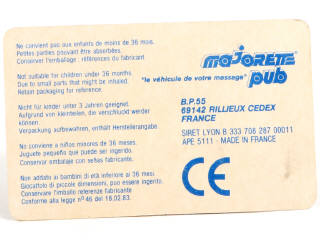 Ne convient pas aux enfants de moins de 36 mois.
Petites parties pouvant être absorbées.
Conserver l'emballage : références du fabricant.
Not suitable for children under 36 months
Due to small parts that might be inhaled.
Retain packaging for reference.
Nicht für kinder unter 3 jahren geeignet.
Aufgrund von kleinteilen, die verschluckt werden
können.
Verpackung aufbewahren, enthält Herstellerangabe.
No conviene a niños minores de 36 meses.
Juguete pequeño que puede ser ingerido.
Conservar embalaje con señas fabricante.
Non adatto ai bambini di età inferiore ai 36 mesi.
Giocattolo di piccole dimensioni, può essere ingerito.
Conservare l'imballaggio per riferimento.
Conforme alla legge n° 46 del 18.02.83.
majorette
"le véhicule de votre message" pub
B.P. 55
69142 RILLIEUX CEDEX
FRANCE
SIRET LYON B 333 708 287 00011
APE 5111 - MADE IN FRANCE
CE